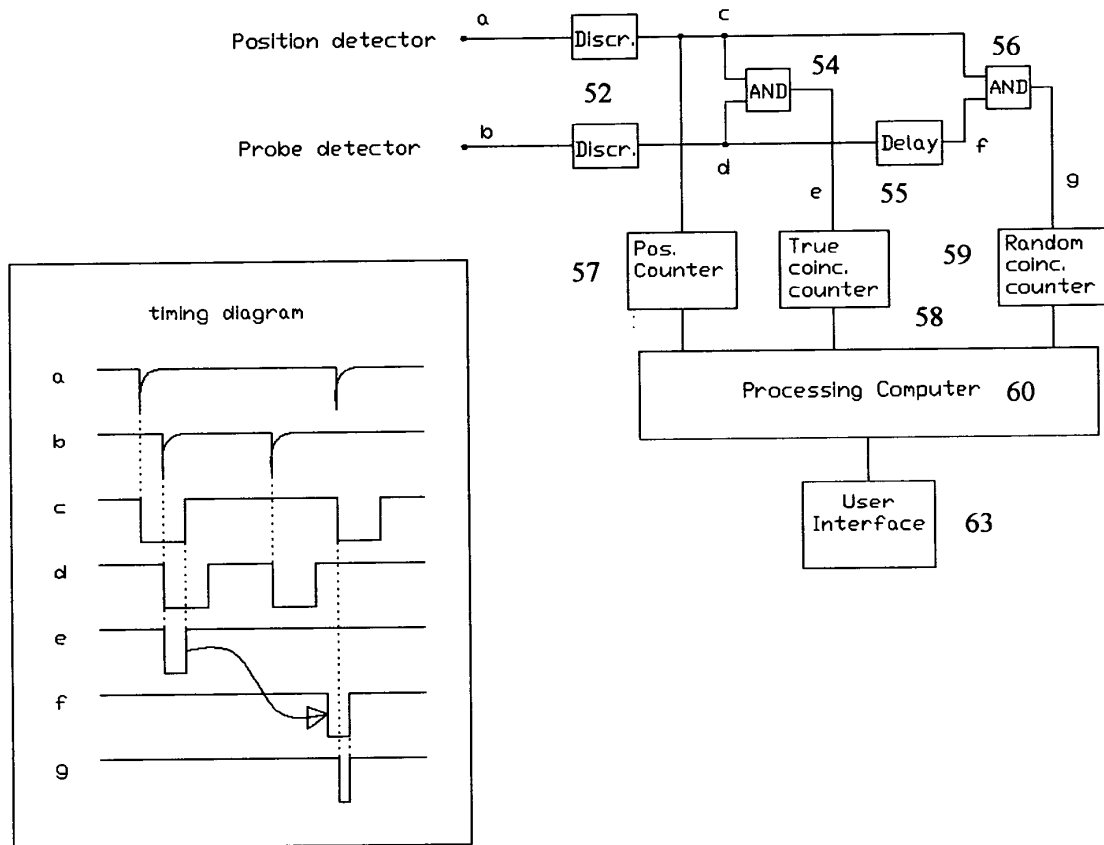 a
c
Position detector
Discr.
52
54
56
AND
AND
b
Probe detector
Discr.
d
Delay
f
e
55
g
57
Pos.
Counter
True
coinc.
counter
59
Random
coinc.
counter
58
Processing Computer 60
User
Interface
63
timing diagram
a
b
c
d
e
f
g